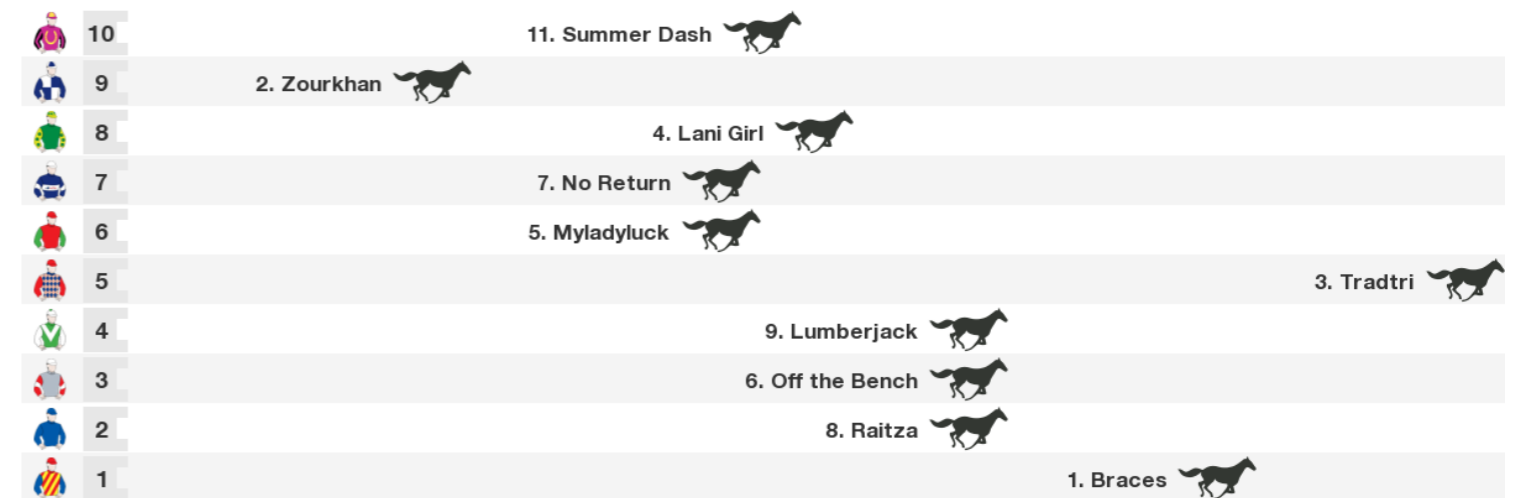 10 11. Summer Dash
9 2. Zourkhan
8 4. Lani Girl
7 7. No Return
6 5. Myladyluck
5 3. Tradtri
4 9. Lumberjack
3 6. Off the Bench
2 8. Raitza
1 1. Braces